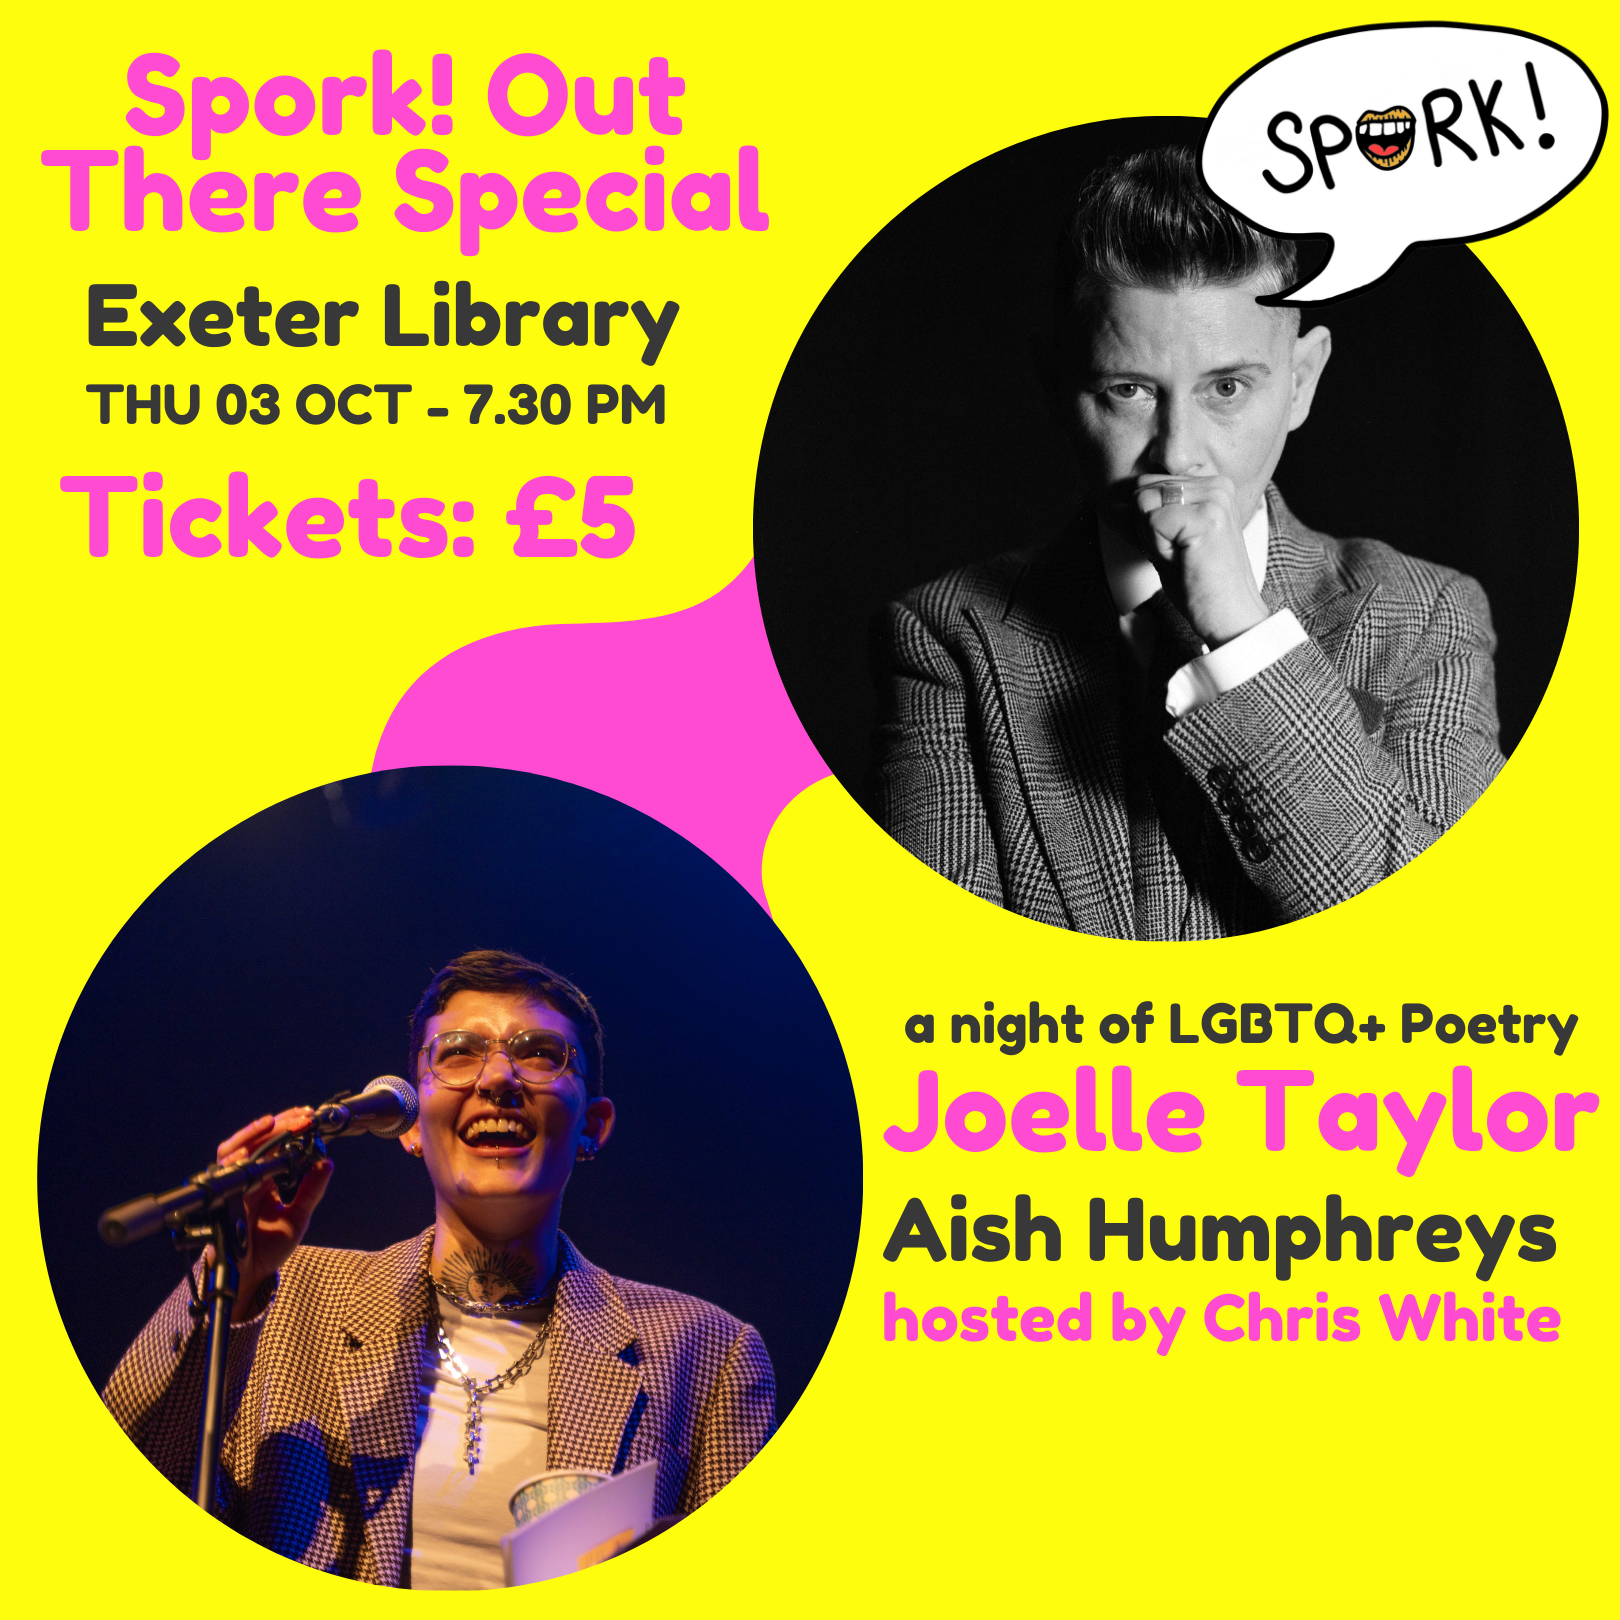 Spork! Out
There Special
Exeter Library
THU 03 OCT - 7.30 PM
Tickets: £5
SPORK!
a night of LGBTQ+ Poetry
Joelle Taylor
Aish Humphreys
hosted by Chris White